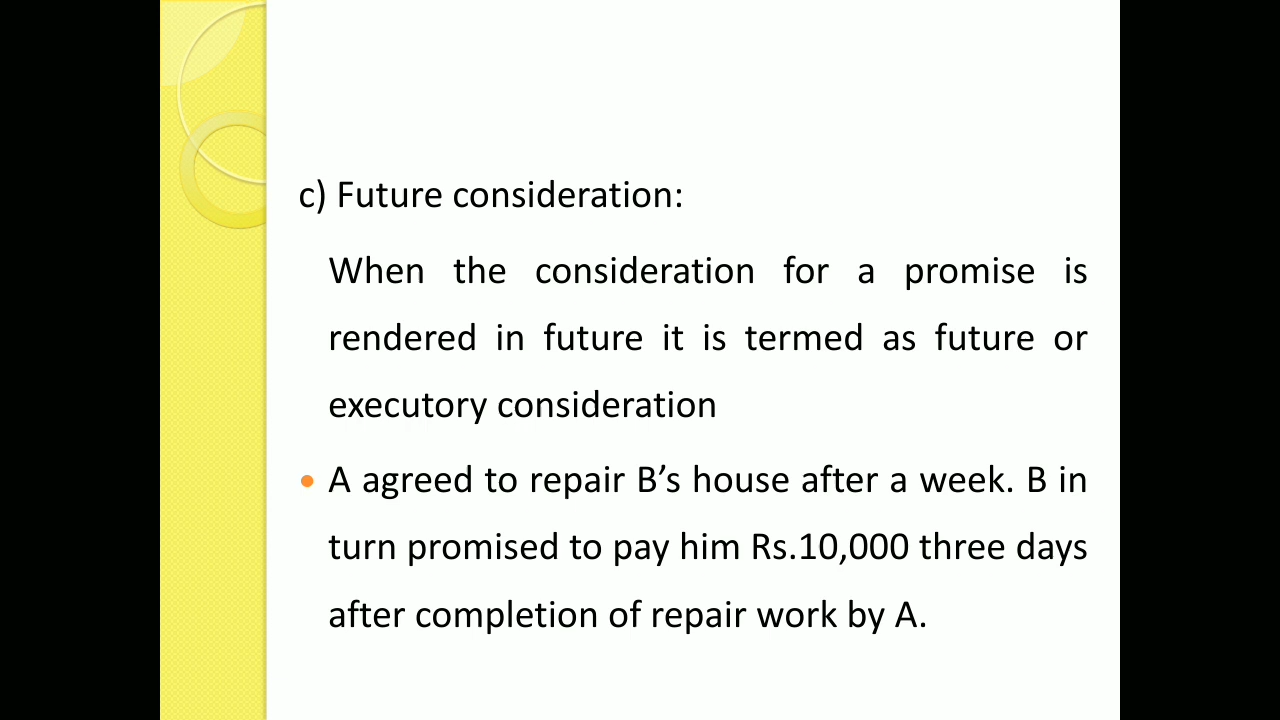 c) Future consideration:
When the consideration for a promise is
rendered in future it is termed as future or
executory consideration
• A agreed to repair B’s house after a week. B in
turn promised to pay him Rs.10,000 three days
after completion of repair work by A.